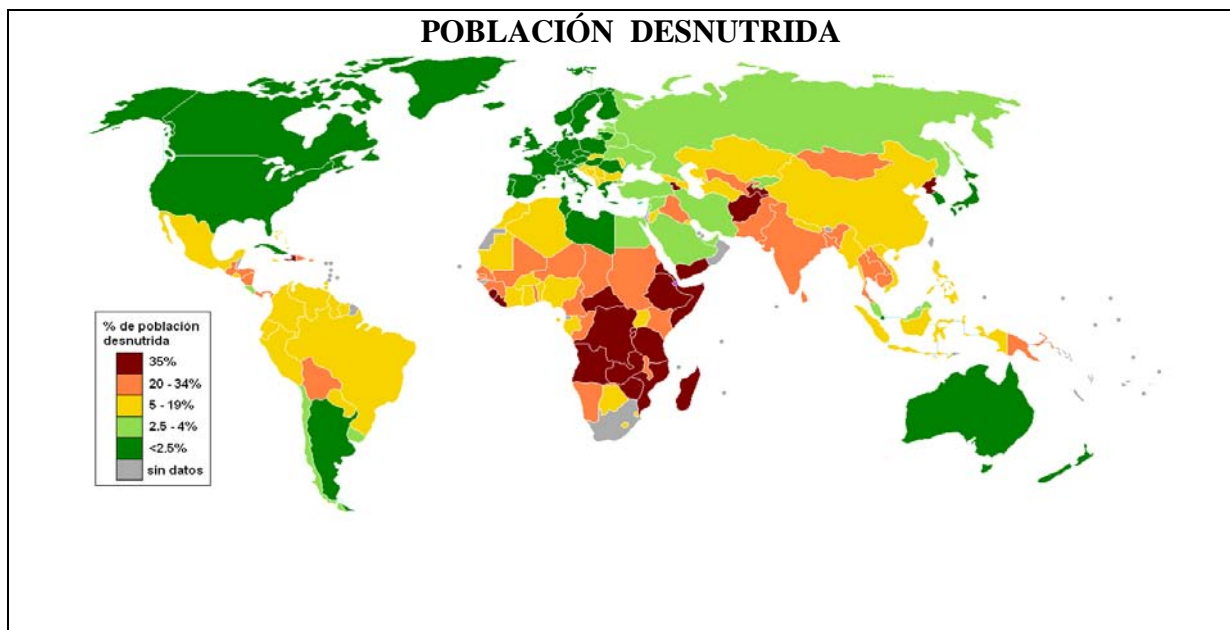 POBLACIÓN DESNUTRIDA
% de población
desnutrida
35%
20 - 34%
5 - 19%
2.5 - 4%
<2.5%
sin datos